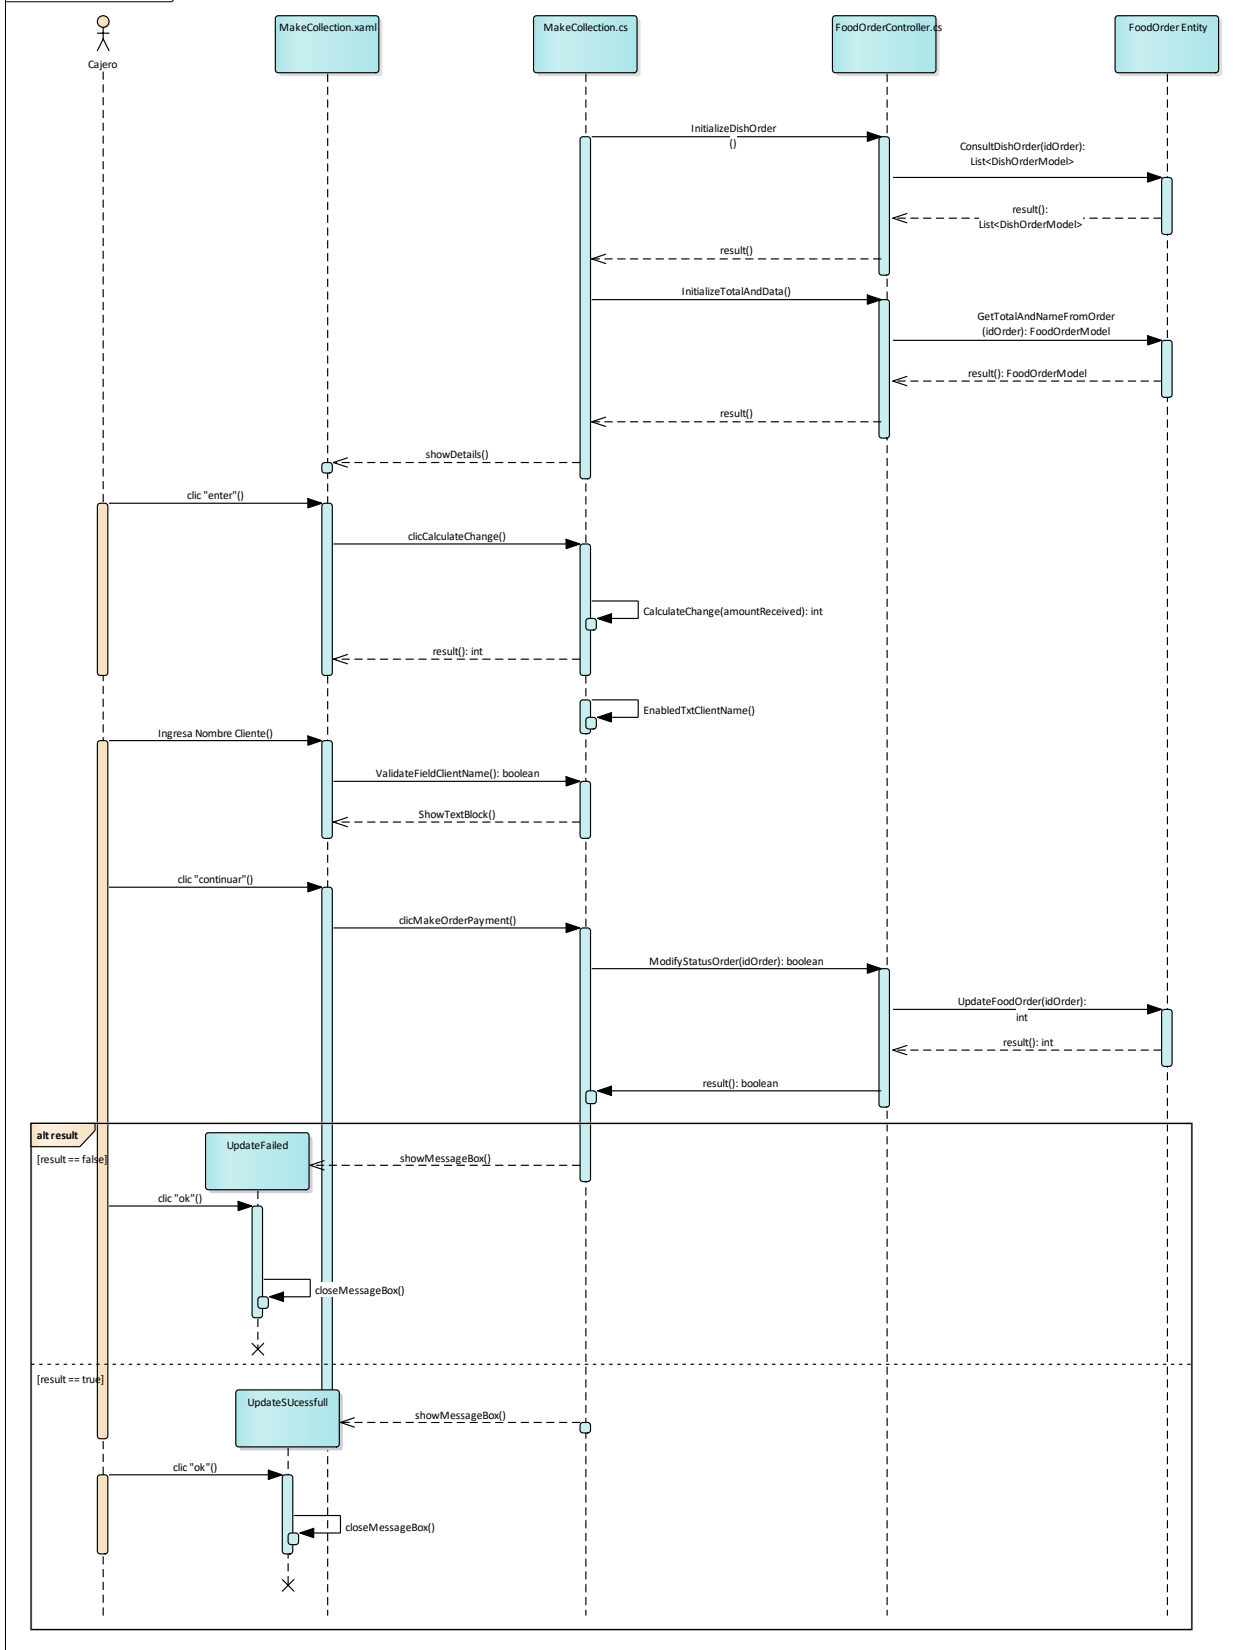 MakeCollection.xaml
MakeCollection.cs
FoodOrderController.cs
FoodOrder Entity
Cajero
InitializeDishOrder
()
ConsultDishOrder(idOrder):
List<DishOrderModel>
result():
List<DishOrderModel>
result()
InitializeTotalAndData()
GetTotalAndNameFromOrder
(idOrder): FoodOrderModel
result(): FoodOrderModel
result()
showDetails()
clic "enter"()
clicCalculateChange()
CalculateChange(amountReceived): int
result(): int
EnabledTxtClientName()
Ingresa Nombre Cliente()
ValidateFieldClientName(): boolean
ShowTextBlock()
clic "continuar"()
clicMakeOrderPayment()
ModifyStatusOrder(idOrder): boolean
UpdateFoodOrder(idOrder):
int
result(): int
result(): boolean
alt result
[result == false]
UpdateFailed
showMessageBox()
clic "ok"()
closeMessageBox()
[result == true]
UpdateSUcessfull
showMessageBox()
clic "ok"()
closeMessageBox()